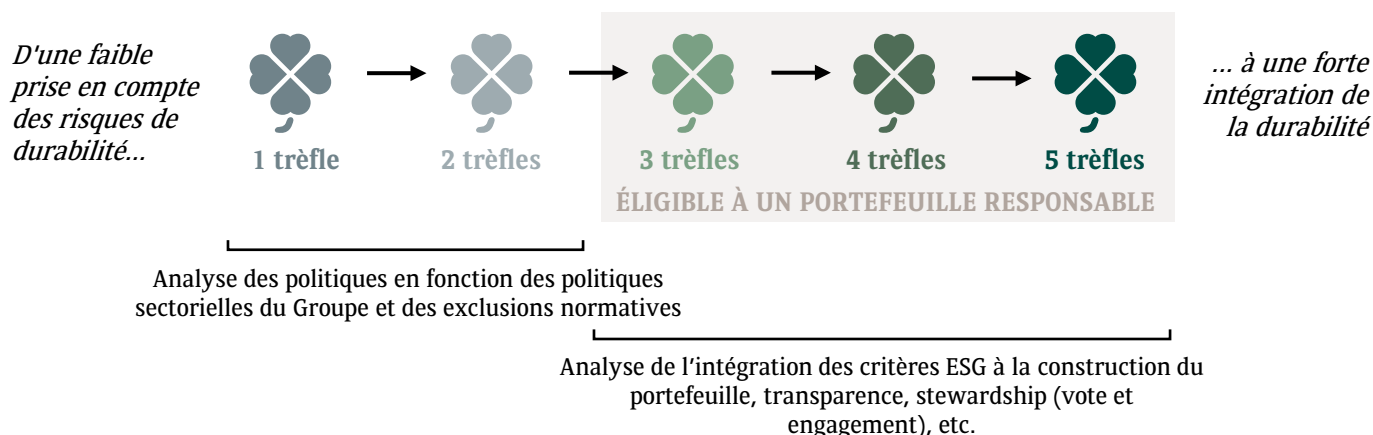 D'une faible
prise en compte
des risques de
durabilité...
1 trèfle
2 trèfles
3 trèfles
4 trèfles
5 trèfles
... à une forte
intégration de
la durabilité
ÉLIGIBLE À UN PORTEFEUILLE RESPONSABLE
Analyse des politiques en fonction des politiques
sectorielles du Groupe et des exclusions normatives
Analyse de l'intégration des critères ESG à la construction du
portefeuille, transparence, stewardship (vote et
engagement), etc.